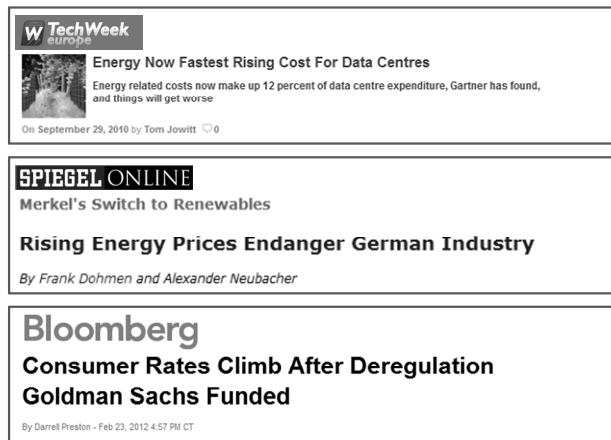 W TechWeek
europe
Energy Now Fastest Rising Cost For Data Centres
Energy related costs now make up 12 percent of data centre expenditure, Gartner has found,
and things will get worse
On September 29, 2010 by Tom Jowitt 0
SPIEGEL ONLINE
Merkel's Switch to Renewables
Rising Energy Prices Endanger German Industry
By Frank Dohmen and Alexander Neubacher
Bloomberg
Consumer Rates Climb After Deregulation
Goldman Sachs Funded
By Darrell Preston - Feb 23, 2012 4:57 PM CT